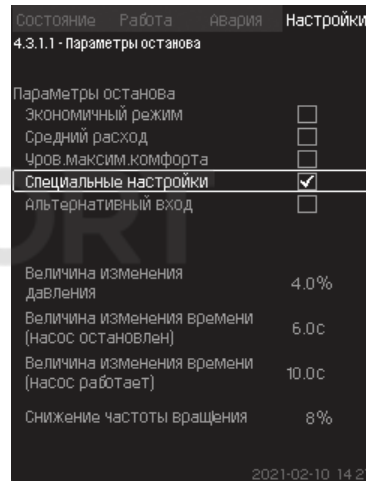 Состояние Работа Авария Настройки
4.3.1.1 - Параметры останова
Параметры останова
Экономичный режим
Средний расход
Уров.максим.комфорта
Специальные настройки
Альтернативный вход
Величина изменения
давления 4.0%
Величина изменения времени
(насос остановлен) 6.0с
Величина изменения времени
(насос работает) 10.0с
Снижение частоты вращения 8%
2021-02-10 14:2